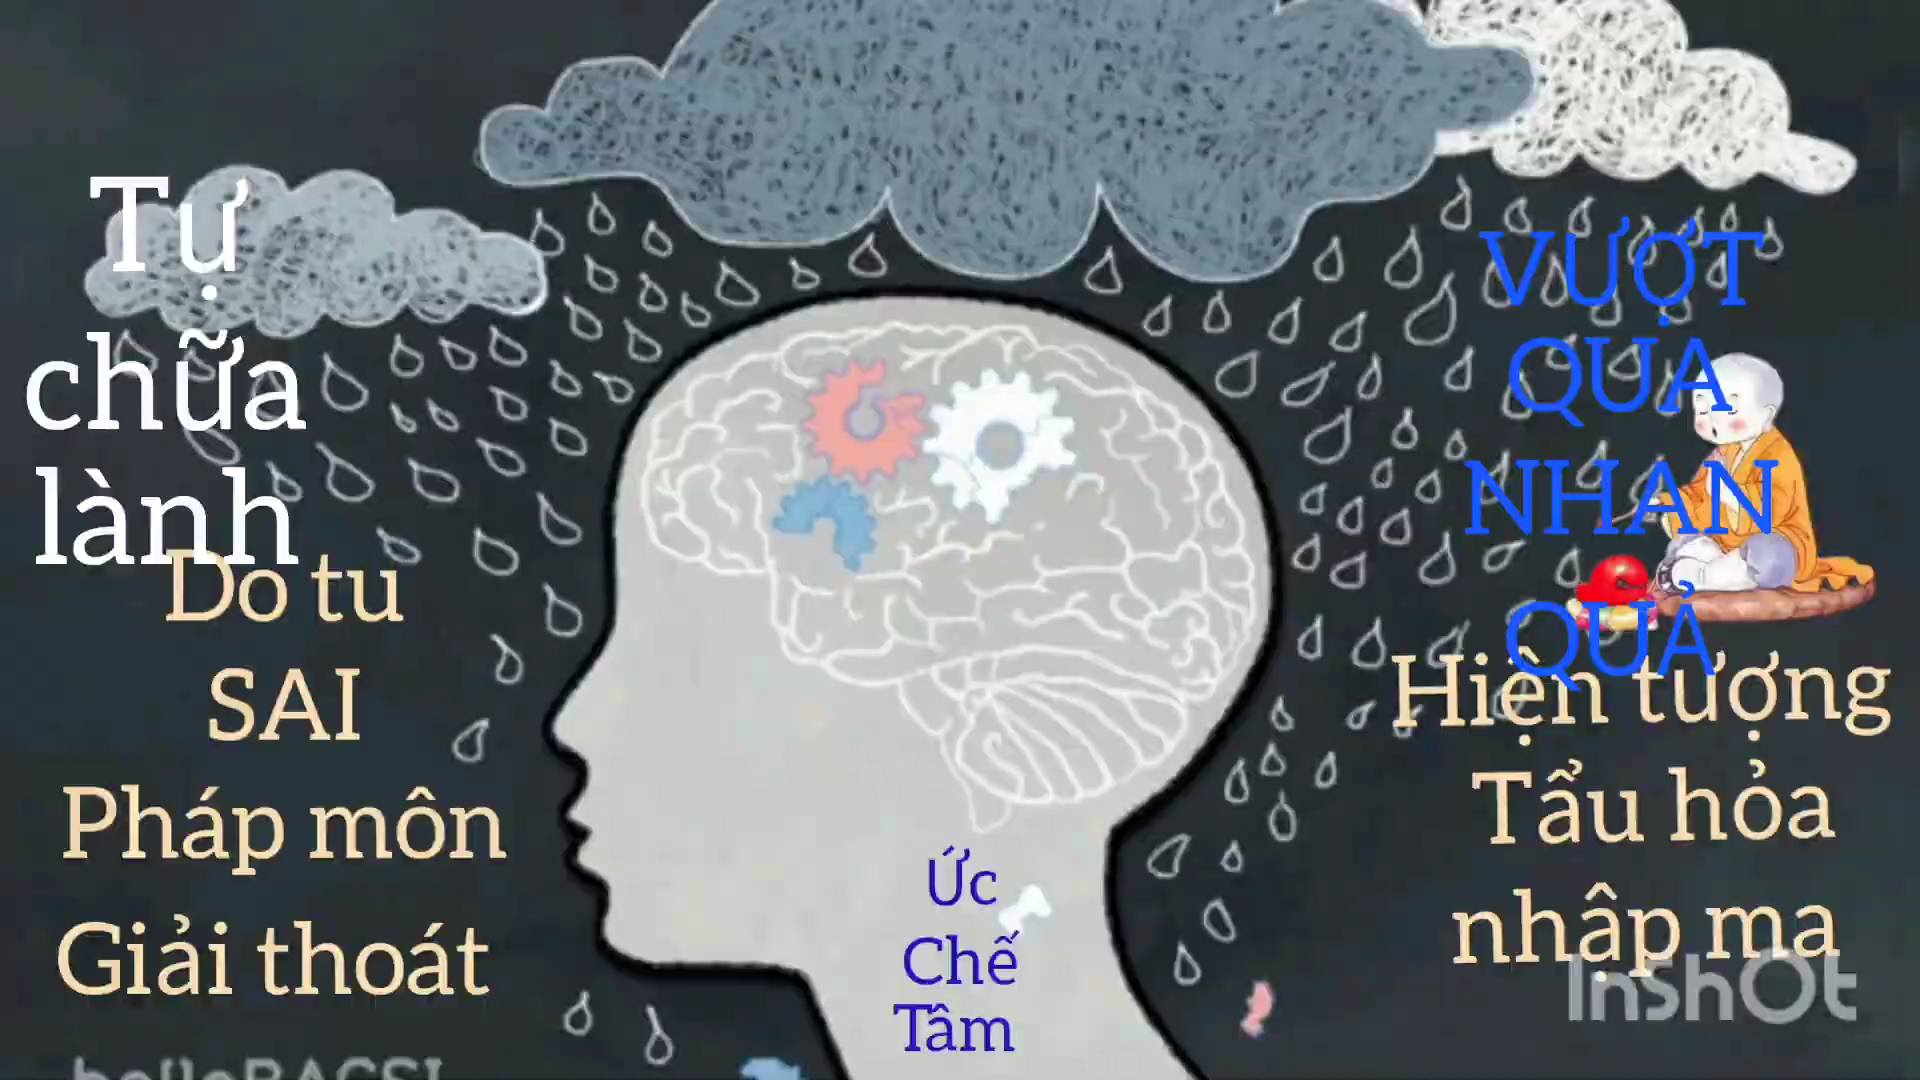 Tự
chữa
lành
Do tu
SAI
Pháp môn
Giải thoát
Ức
Chế
Tâm
VƯỢT
QUA
NHAN
QUẢ
Hiện tượng
Tẩu hỏa
nhập ma
InShOt
helloBACSI